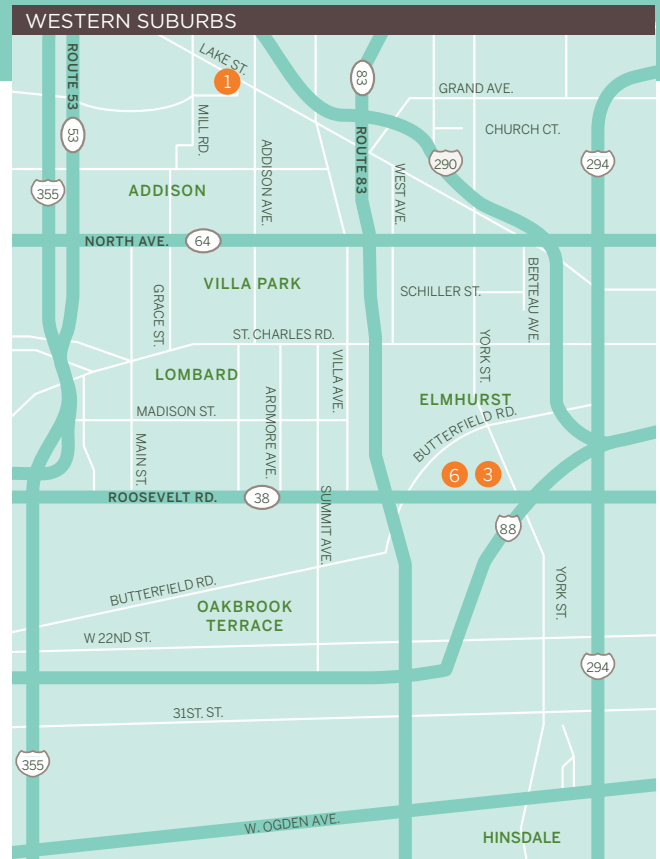 WESTERN SUBURBS
LAKE ST.
1
ROUTE 53
53
83
GRAND AVE.
MILL RD.
CHURCH CT.
ADDISON AVE.
ROUTE 83
290
294
WEST AVE.
355
ADDISON
NORTH AVE.
64
VILLA PARK
BERTEAU AVE.
GRACE ST.
SCHILLER ST.
ST. CHARLES RD.
YORK ST.
VILLA AVE.
LOMBARD
ARDMORE AVE.
ELMHURST
MADISON ST.
BUTTERFIELD RD.
MAIN ST.
6
3
ROOSEVELT RD.
38
SUMMIT AVE.
88
BUTTERFIELD RD.
YORK ST.
OAKBROOK
TERRACE
W 22ND ST.
294
31ST. ST.
355
W. OGDEN AVE.
HINSDALE